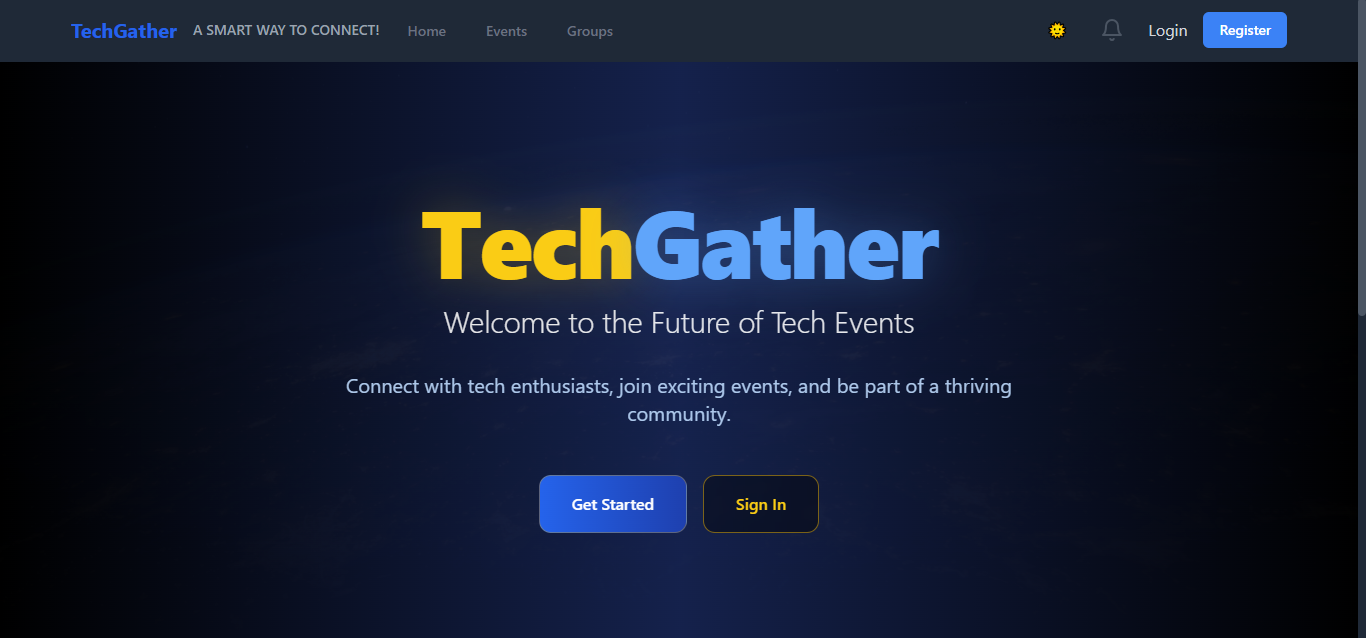 TechGather A SMART WAY TO CONNECT! Home Events Groups Login Register
TechGather
Welcome to the Future of Tech Events
Connect with tech enthusiasts, join exciting events, and be part of a thriving
community.
Get Started Sign In